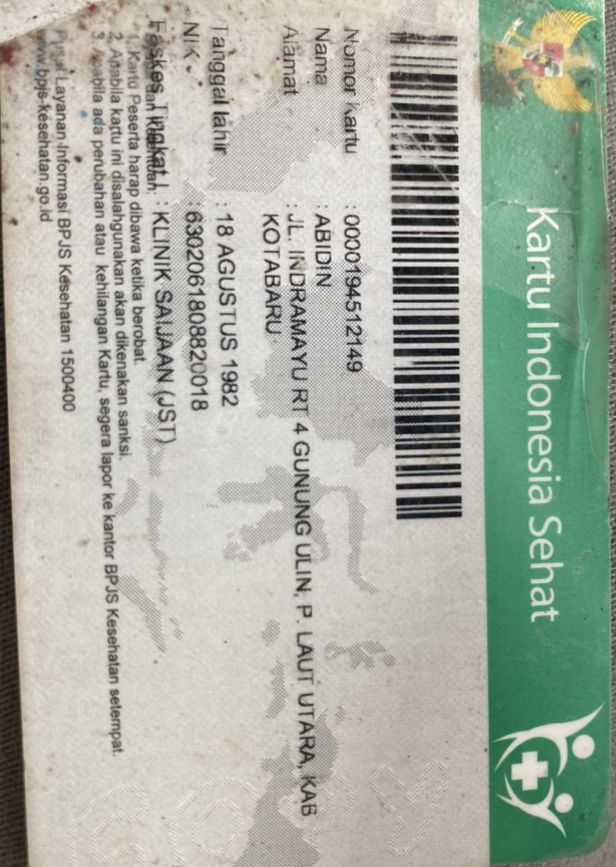 Kartu Indonesia Sehat
Nomor Kartu : 0000194512149
Nama : ABIDIN
Alamat : JL. INDRAMAYU RT 4 GUNUNG ULIN, P. LAUT UTARA, KAB
KOTABARU
Tanggal lahir : 18 AGUSTUS 1982
NIK : 6302061808820018
Faskes Tingkat I : KLINIK SAIJAAN (JST)
1. Kartu Peserta harap dibawa ketika berobat.
2. Apabila kartu ini disalahgunakan akan dikenakan sanksi.
3. Apabila ada perubahan atau kehilangan Kartu, segera lapor ke kantor BPJS Kesehatan setempat.
Pusat Layanan Informasi BPJS Kesehatan 1500400
www.bpjs-kesehatan.go.id